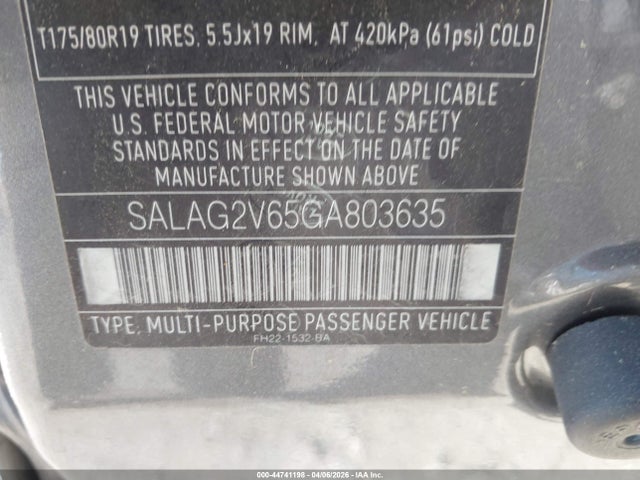 T175/80R19 TIRES, 5.5Jx19 RIM, AT 420kPa (61psi) COLD
THIS VEHICLE CONFORMS TO ALL APPLICABLE
U.S. FEDERAL MOTOR VEHICLE SAFETY
STANDARDS IN EFFECT ON THE DATE OF
MANUFACTURE SHOWN ABOVE
SALAG2V65GA803635
TYPE: MULTI-PURPOSE PASSENGER VEHICLE
FH22-1532-BA
000-44741198 - 04/06/2026 - IAA Inc.